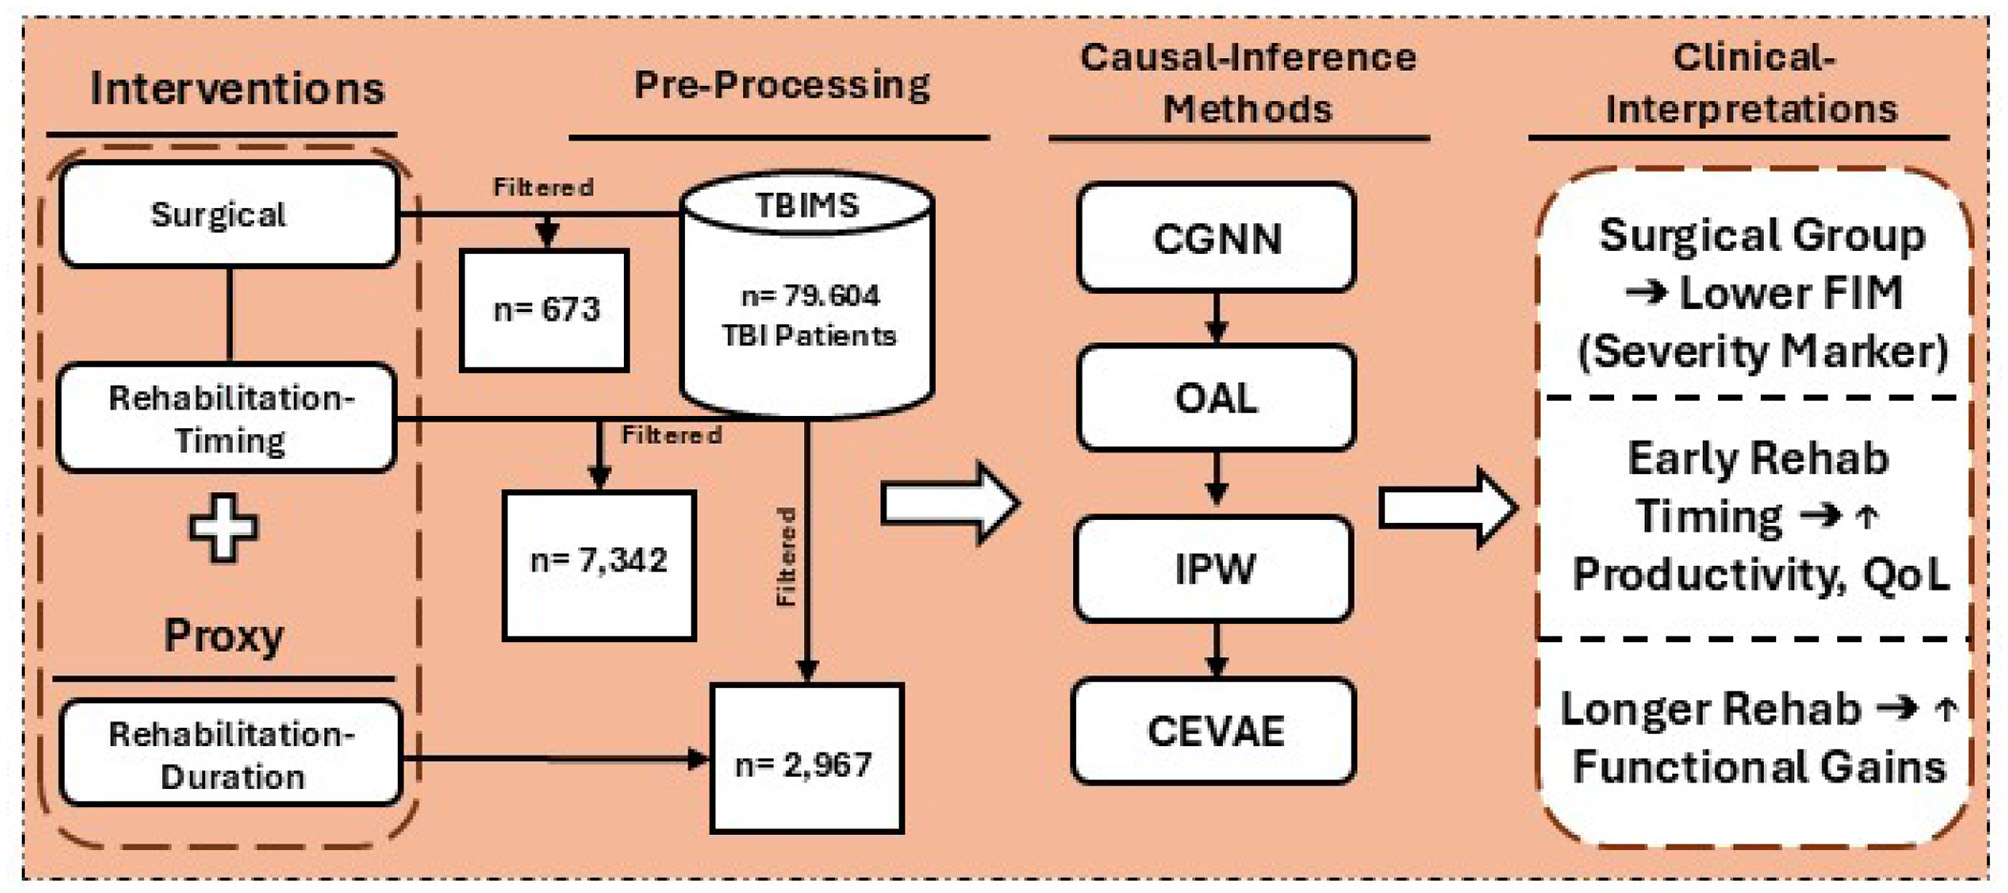 Interventions
Surgical
Rehabilitation-
Timing
Proxy
Rehabilitation-
Duration
Pre-Processing
Filtered
n= 673
TBIMS
n= 79.604
TBI Patients
Filtered
n= 7,342
Filtered
n= 2,967
Causal-Inference
Methods
CGNN
OAL
IPW
CEVAE
Clinical-
Interpretations
Surgical Group
→ Lower FIM
(Severity Marker)
Early Rehab
Timing → ↑
Productivity, QoL
Longer Rehab → ↑
Functional Gains